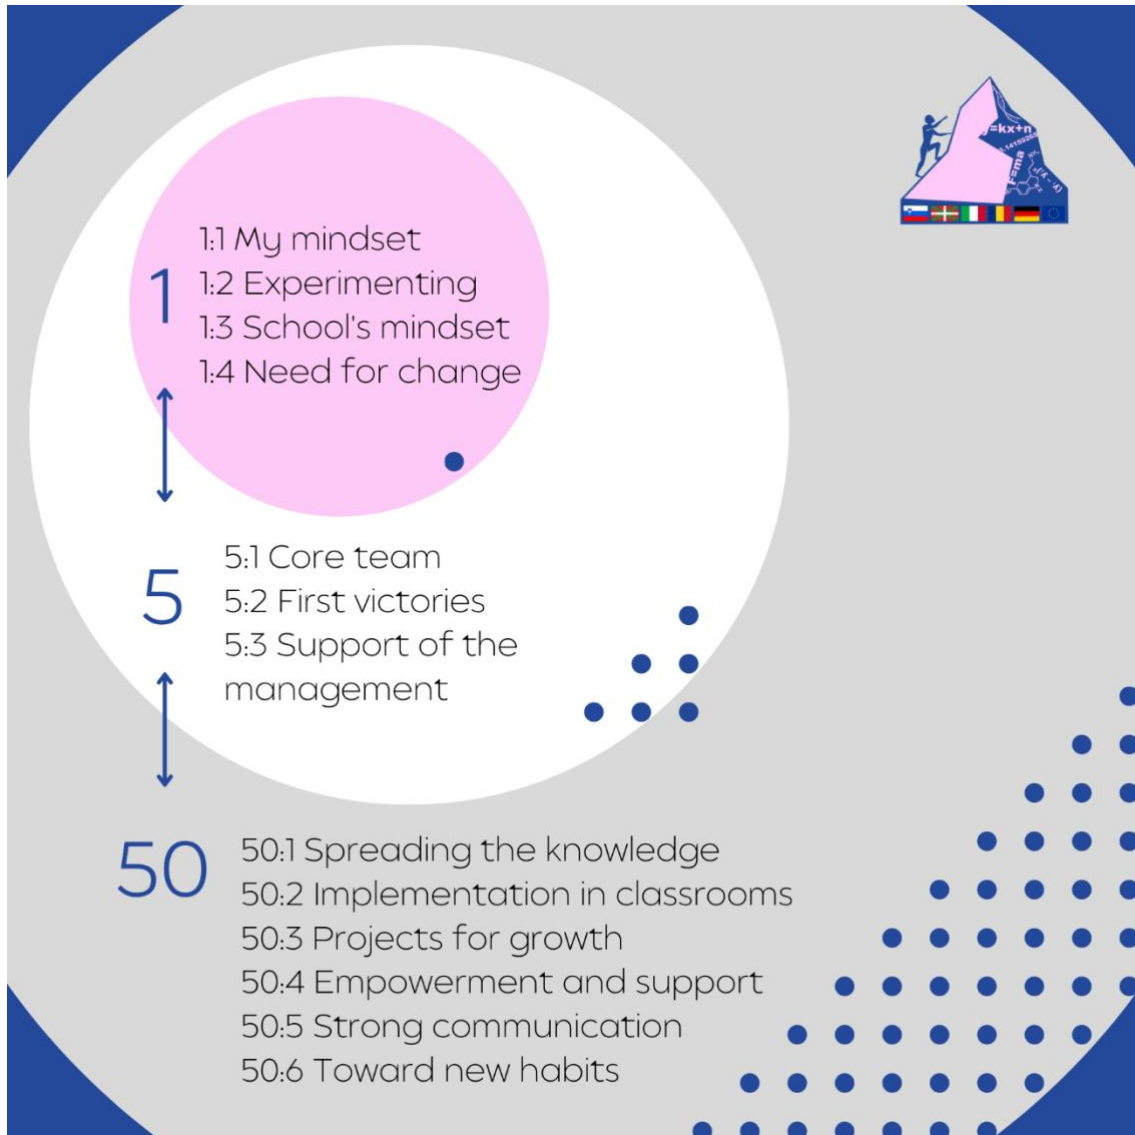 y=kx+n
F=ma
1:1 My mindset
1
1:2 Experimenting
1:3 School's mindset
1:4 Need for change
5:1 Core team
5
5:2 First victories
5:3 Support of the
management
50
50:1 Spreading the knowledge
50:2 Implementation in classrooms
50:3 Projects for growth
50:4 Empowerment and support
50:5 Strong communication
50:6 Toward new habits